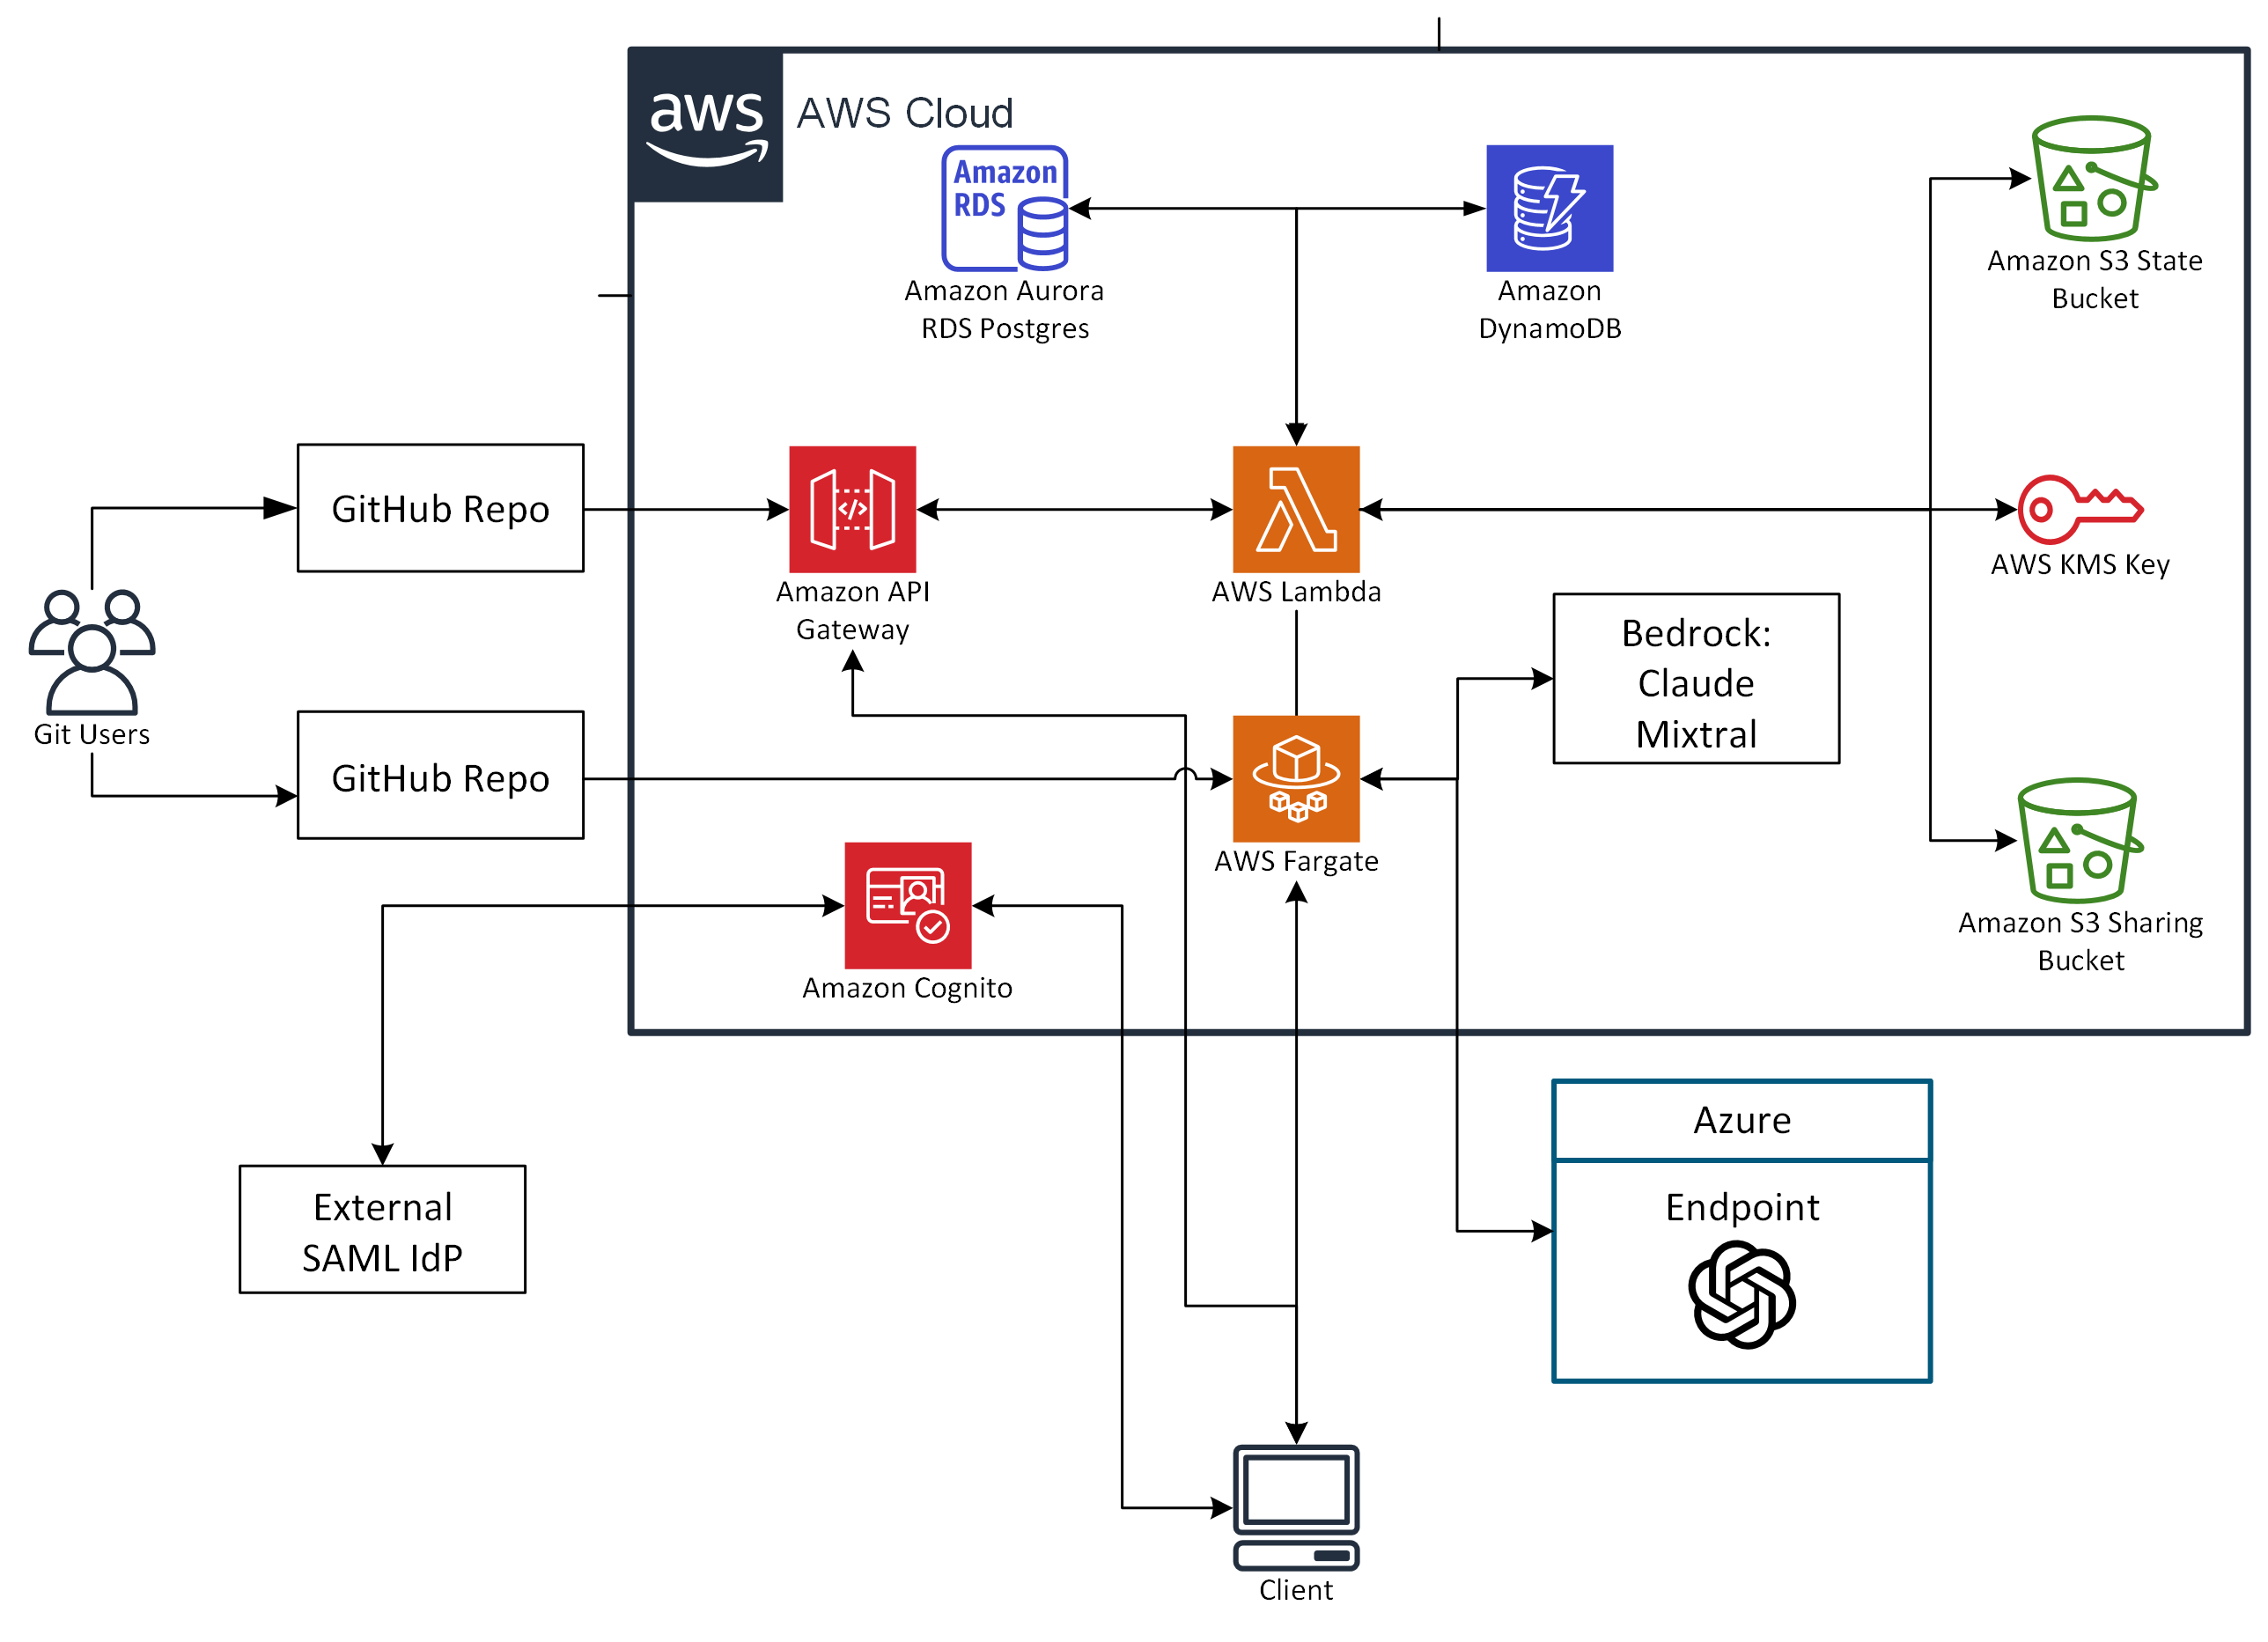 aws
AWS Cloud
Amazon
RDS
Amazon Aurora
RDS Postgres
Amazon
DynamoDB
Amazon S3 State
Bucket
GitHub Repo
</>
Amazon API
Gateway
AWS Lambda
AWS KMS Key
Bedrock:
Claude
Mixtral
Git Users
GitHub Repo
AWS Fargate
Amazon S3 Sharing
Bucket
Amazon Cognito
External
SAML IdP
Azure
Endpoint
Client